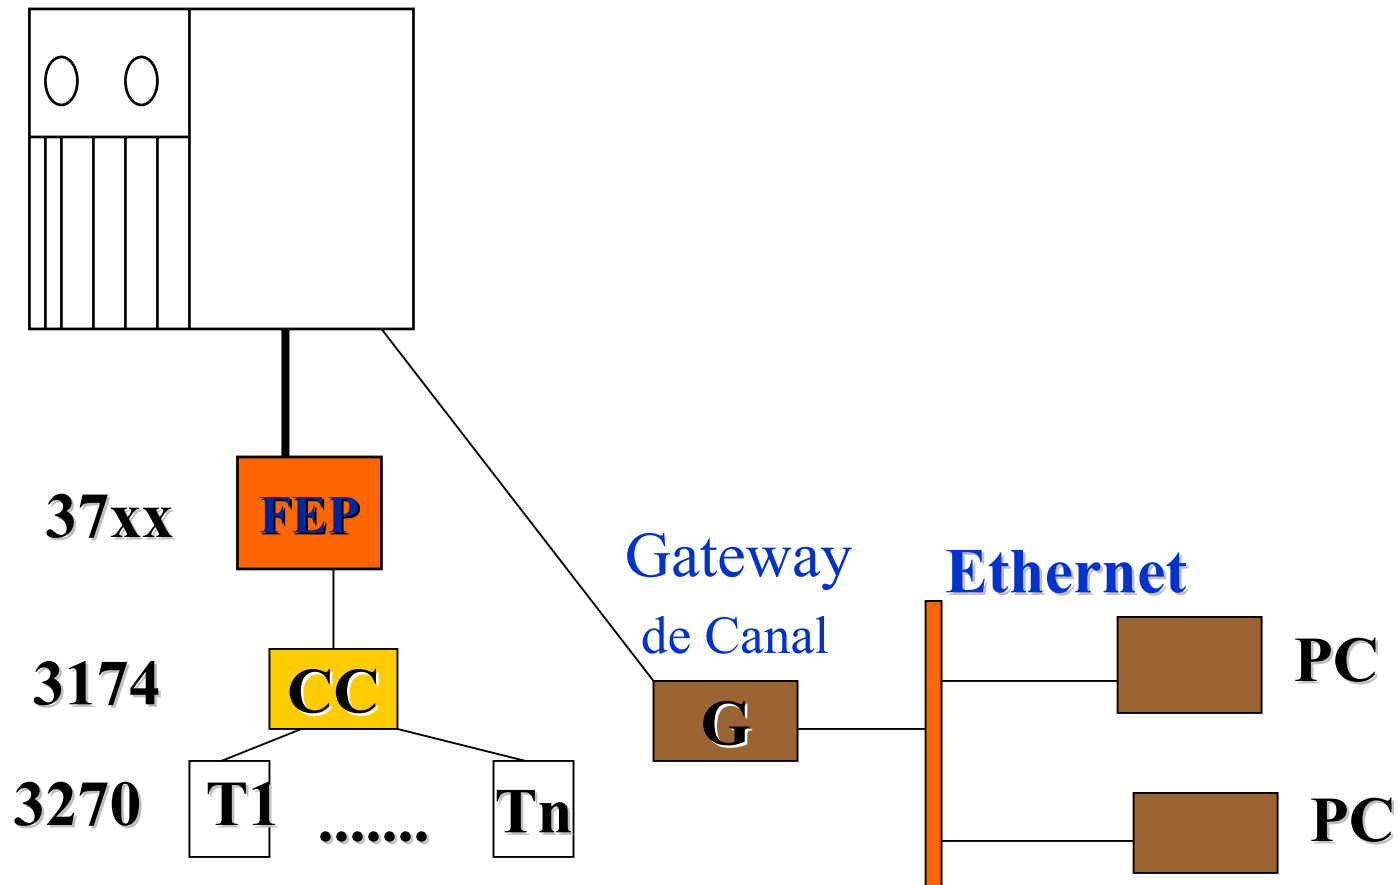 37xx
FEP
Gateway
de Canal
Ethernet
3174
CC
G
PC
3270
T1
.......
Tn
PC